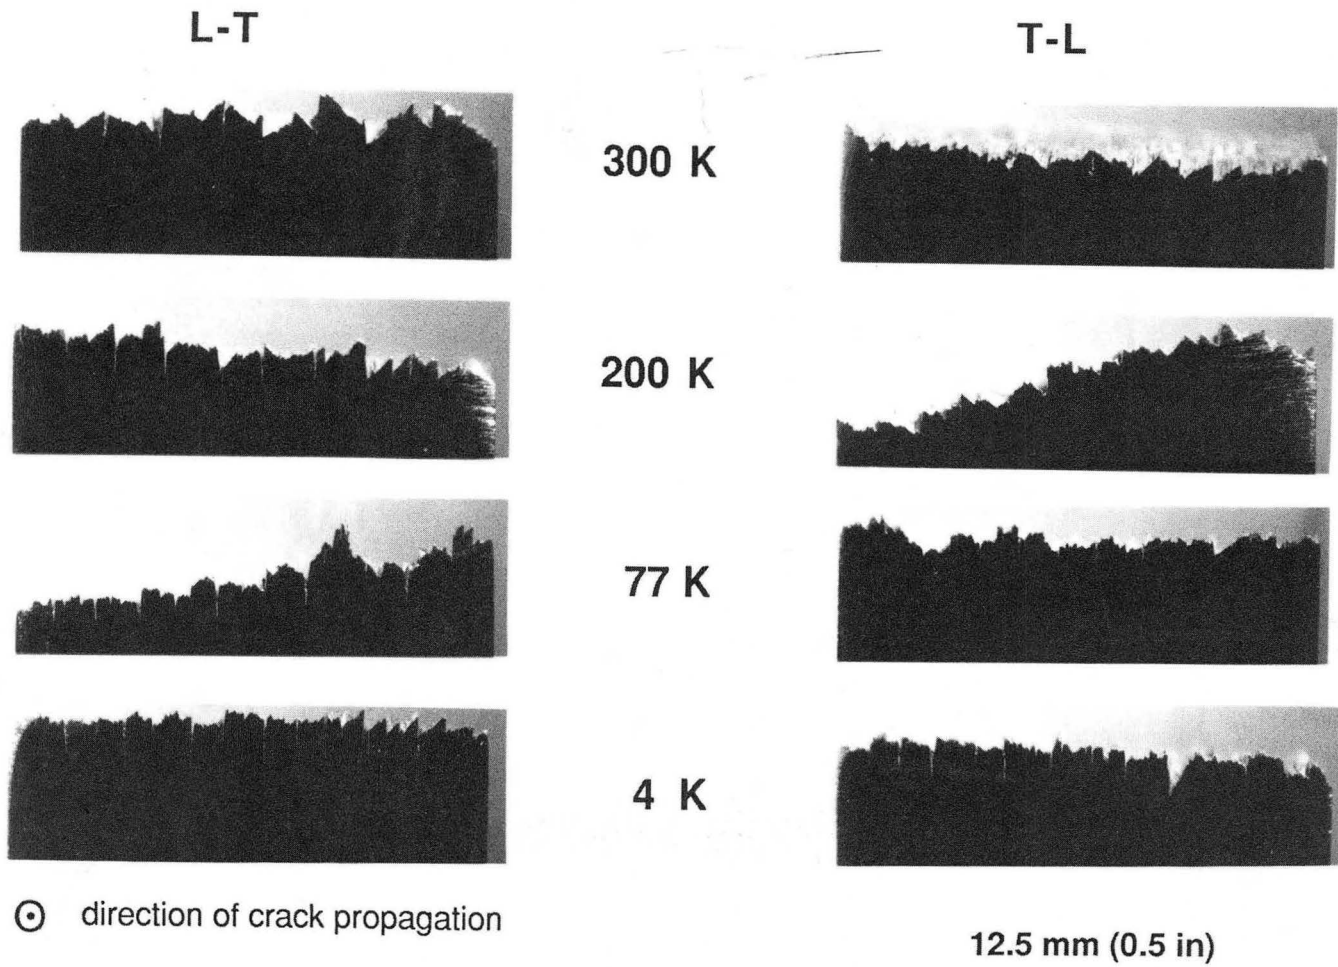 L-T
T-L
300 K
200 K
77 K
4 K
direction of crack propagation
12.5 mm (0.5 in)